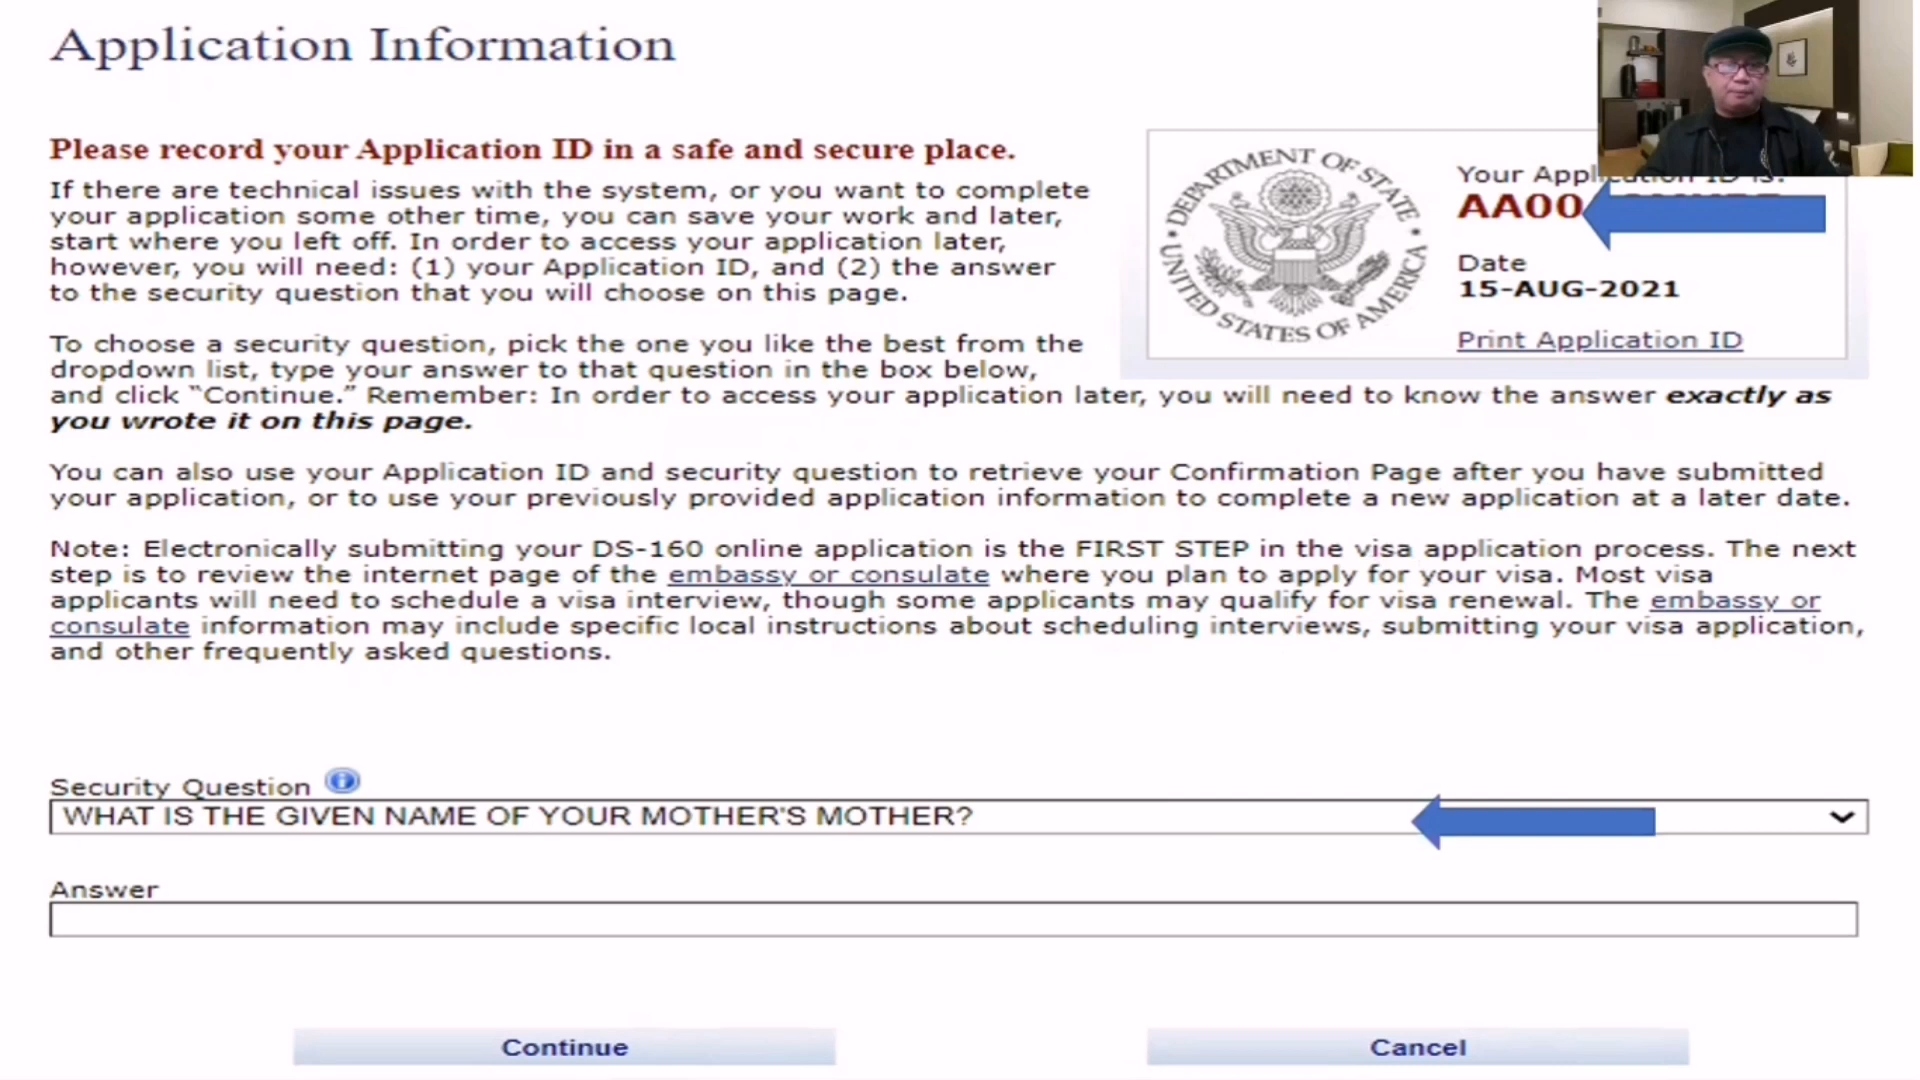 Application Information
Please record your Application ID in a safe and secure place.
If there are technical issues with the system, or you want to complete
your application some other time, you can save your work and later,
start where you left off. In order to access your application later,
however, you will need: (1) your Application ID, and (2) the answer
to the security question that you will choose on this page.
DEPARTMENT OF STATE
UNITED STATES OF AMERICA
Your Application ID is:
AA00
Date
15-AUG-2021
Print Application ID
To choose a security question, pick the one you like the best from the
dropdown list, type your answer to that question in the box below,
and click “Continue.” Remember: In order to access your application later, you will need to know the answer exactly as
you wrote it on this page.
You can also use your Application ID and security question to retrieve your Confirmation Page after you have submitted
your application, or to use your previously provided application information to complete a new application at a later date.
Note: Electronically submitting your DS-160 online application is the FIRST STEP in the visa application process. The next
step is to review the internet page of the embassy or consulate where you plan to apply for your visa. Most visa
applicants will need to schedule a visa interview, though some applicants may qualify for visa renewal. The embassy or
consulate information may include specific local instructions about scheduling interviews, submitting your visa application,
and other frequently asked questions.
Security Question
WHAT IS THE GIVEN NAME OF YOUR MOTHER'S MOTHER?
Answer
Continue
Cancel